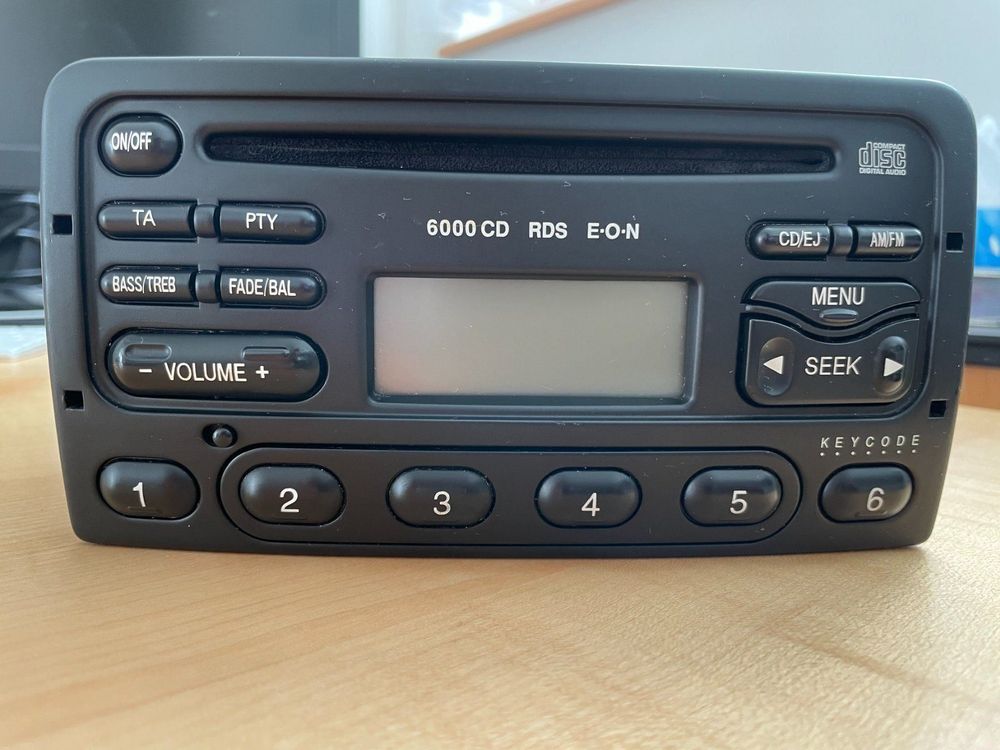 ON/OFF
COMPACT
disc
DIGITAL AUDIO
TA PTY
6000 CD RDS E·O·N
CD/EJ AM/FM
BASS/TREB FADE/BAL
MENU
- VOLUME +
SEEK
KEYCODE
1 2 3 4 5 6